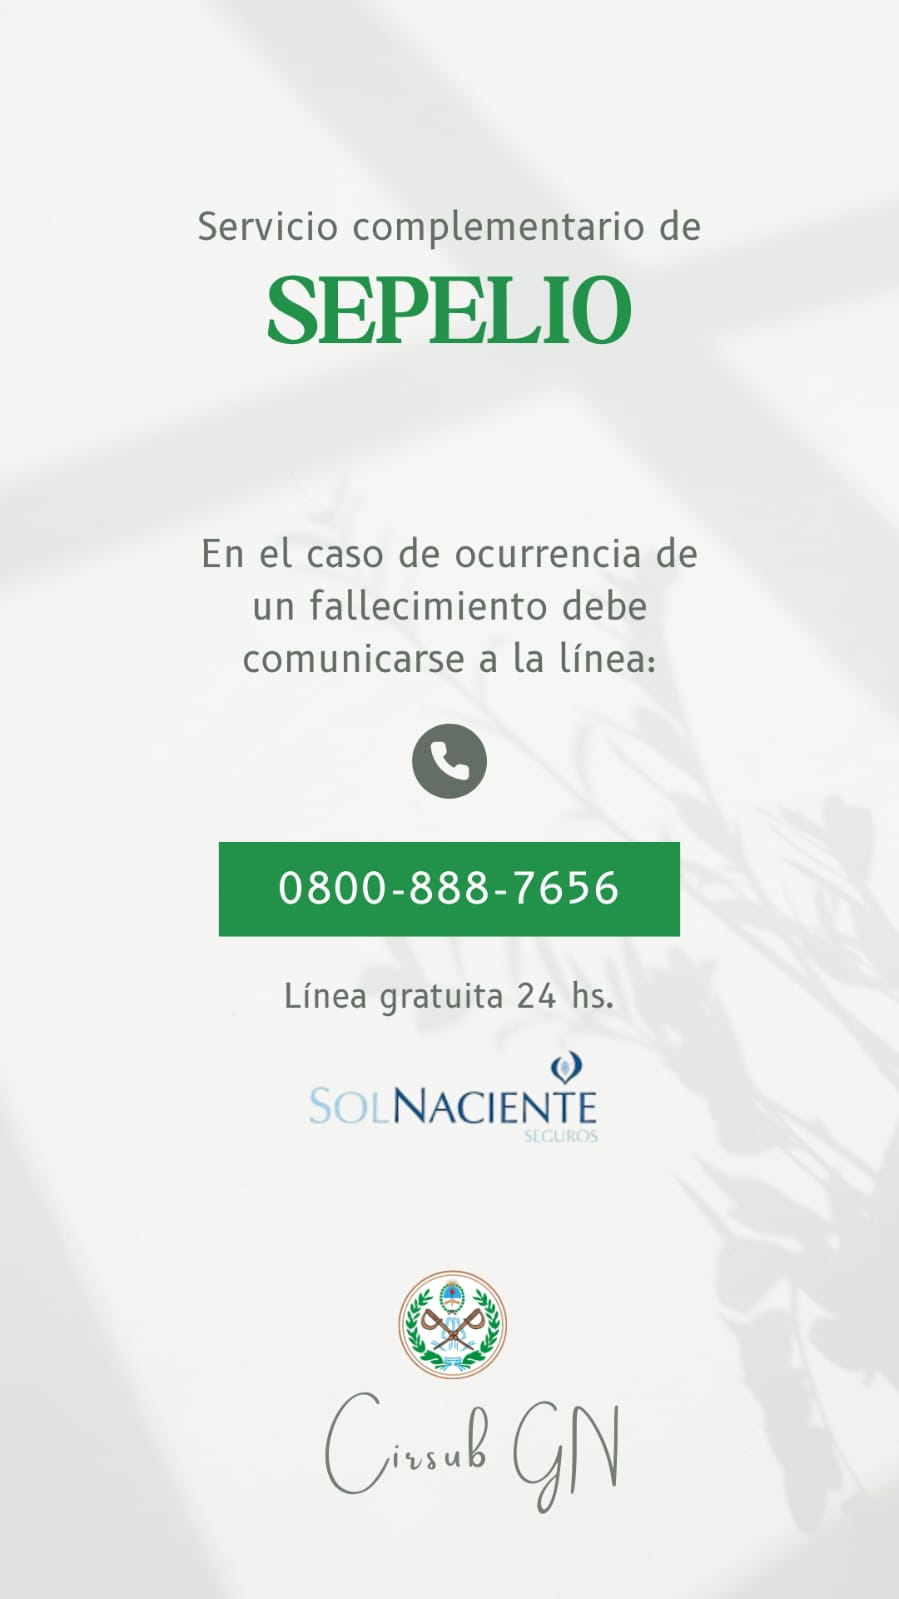 Servicio complementario de
SEPELIO
En el caso de ocurrencia de
un fallecimiento debe
comunicarse a la línea:
0800-888-7656
Línea gratuita 24 hs.
SOLNACIENTE
SEGUROS
Cirsub GN